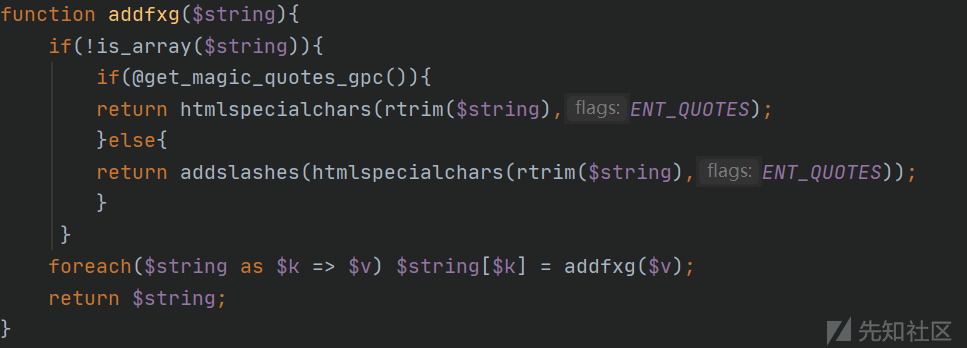 function addfxg($string){
    if(!is_array($string)){
        if(@get_magic_quotes_gpc()){
        return htmlspecialchars(rtrim($string), flags: ENT_QUOTES);
        }else{
        return addslashes(htmlspecialchars(rtrim($string), flags: ENT_QUOTES));
        }
     }
    foreach($string as $k => $v) $string[$k] = addfxg($v);
    return $string;
}
先知社区